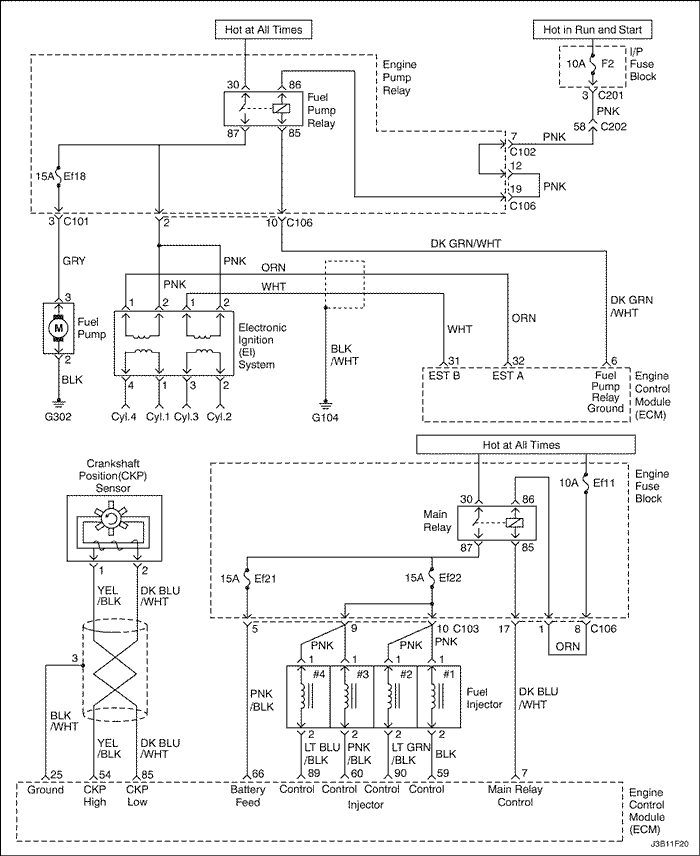 Hot at All Times
Hot in Run and Start
Engine
Pump
Relay
I/P
Fuse
Block
10A F2
30 86
Fuel
Pump
Relay
87 85
3 C201
PNK
58 C202
7 PNK
C102
12
PNK
19
C106
15A Ef18
3 C101
2
10 C106
DK GRN/WHT
GRY
PNK
PNK
ORN
WHT
1 2 1 2
3
M
Fuel
Pump
2
BLK
G302
Electronic
Ignition
(EI)
System
4 1 3 2
Cyl.4 Cyl.1 Cyl.3 Cyl.2
BLK
/WHT
G104
WHT
ORN
DK GRN
/WHT
31 32 6
EST B EST A Fuel
Pump
Relay
Ground
Engine
Control
Module
(ECM)
Hot at All Times
Crankshaft
Position(CKP)
Sensor
1 2
YEL
/BLK
DK BLU
/WHT
3
BLK
/WHT
YEL
/BLK
DK BLU
/WHT
Engine
Fuse
Block
Main
Relay
30 86
87 85
10A Ef11
15A Ef21
15A Ef22
5 9 10 C103 17 1 8 C106
ORN
PNK PNK PNK
1 1 1 1
#4 #3 #2 #1
Fuel
Injector
PNK
/BLK
2 2 2 2
LT BLU
/BLK
PNK
/BLK
LT GRN
/BLK
BLK
DK BLU
/WHT
25 54 85 66 89 60 90 59 7
Ground CKP
High
CKP
Low
Battery
Feed
Control Control Control Control
Injector
Main Relay
Control
Engine
Control
Module
(ECM)
J3B11F20